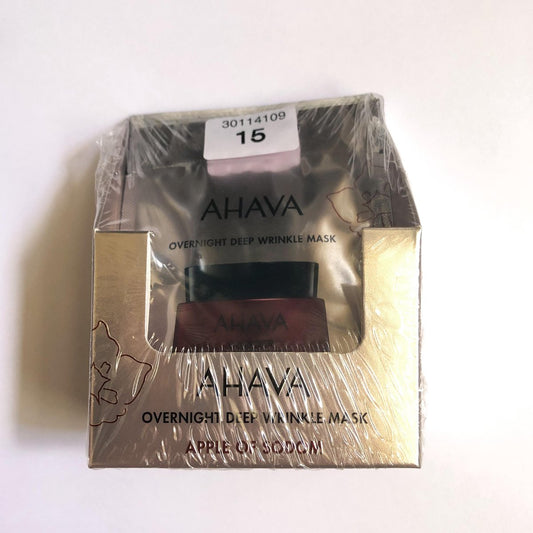 30114109
15
AHAVA
OVERNIGHT DEEP WRINKLE MASK
AHAVA
AHAVA
OVERNIGHT DEEP WRINKLE MASK
APPLE OF SODOM